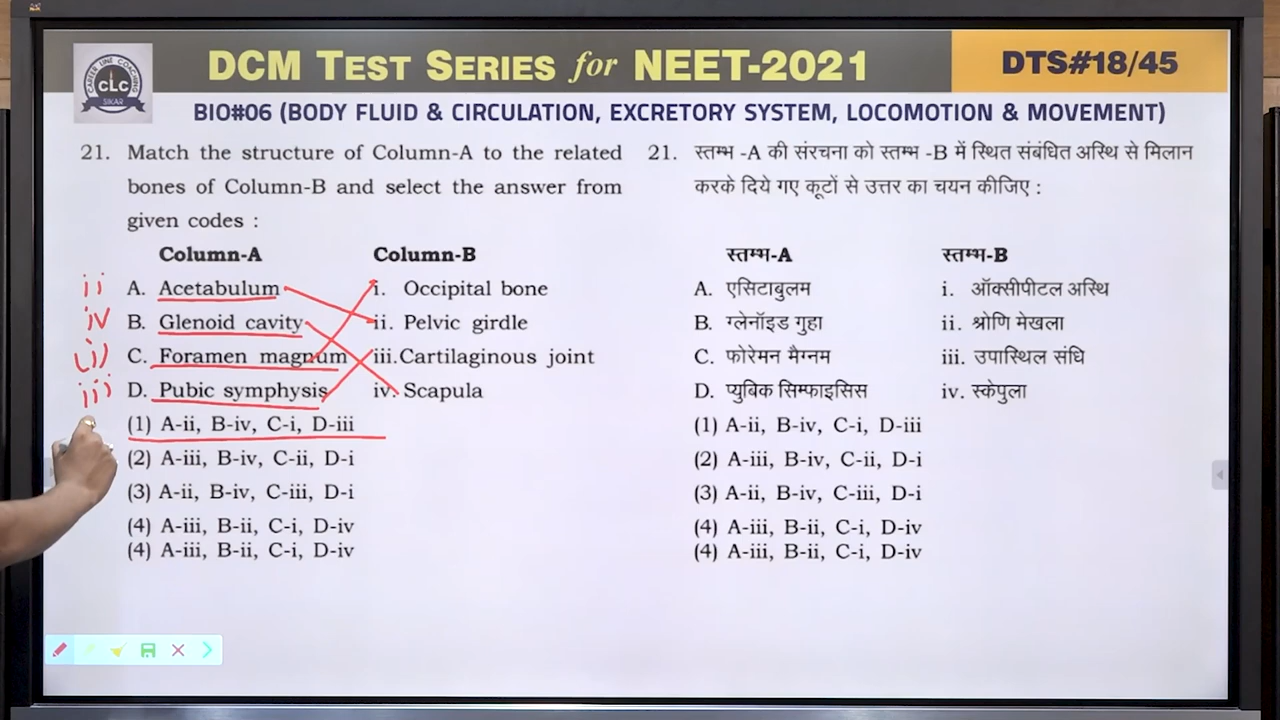 DCM TEST SERIES for NEET-2021
DTS#18/45
CAREER LINE COACHING
CLC
SIKAR
BIO#06 (BODY FLUID & CIRCULATION, EXCRETORY SYSTEM, LOCOMOTION & MOVEMENT)
21. Match the structure of Column-A to the related
bones of Column-B and select the answer from
given codes :
Column-A Column-B
ii A. Acetabulum i. Occipital bone
iv B. Glenoid cavity ii. Pelvic girdle
(i) C. Foramen magnum iii. Cartilaginous joint
iii D. Pubic symphysis iv. Scapula
(1) A-ii, B-iv, C-i, D-iii
(2) A-iii, B-iv, C-ii, D-i
(3) A-ii, B-iv, C-iii, D-i
(4) A-iii, B-ii, C-i, D-iv
(4) A-iii, B-ii, C-i, D-iv
21. स्तम्भ -A की संरचना को स्तम्भ -B में स्थित संबंधित अस्थि से मिलान
करके दिये गए कूटों से उत्तर का चयन कीजिए :
स्तम्भ-A स्तम्भ-B
A. एसिटाबुलम i. ऑक्सीपीटल अस्थि
B. ग्लेनॉइड गुहा ii. श्रोणि मेखला
C. फोरेमन मैग्नम iii. उपास्थिल संधि
D. प्युबिक सिम्फाइसिस iv. स्केपुला
(1) A-ii, B-iv, C-i, D-iii
(2) A-iii, B-iv, C-ii, D-i
(3) A-ii, B-iv, C-iii, D-i
(4) A-iii, B-ii, C-i, D-iv
(4) A-iii, B-ii, C-i, D-iv